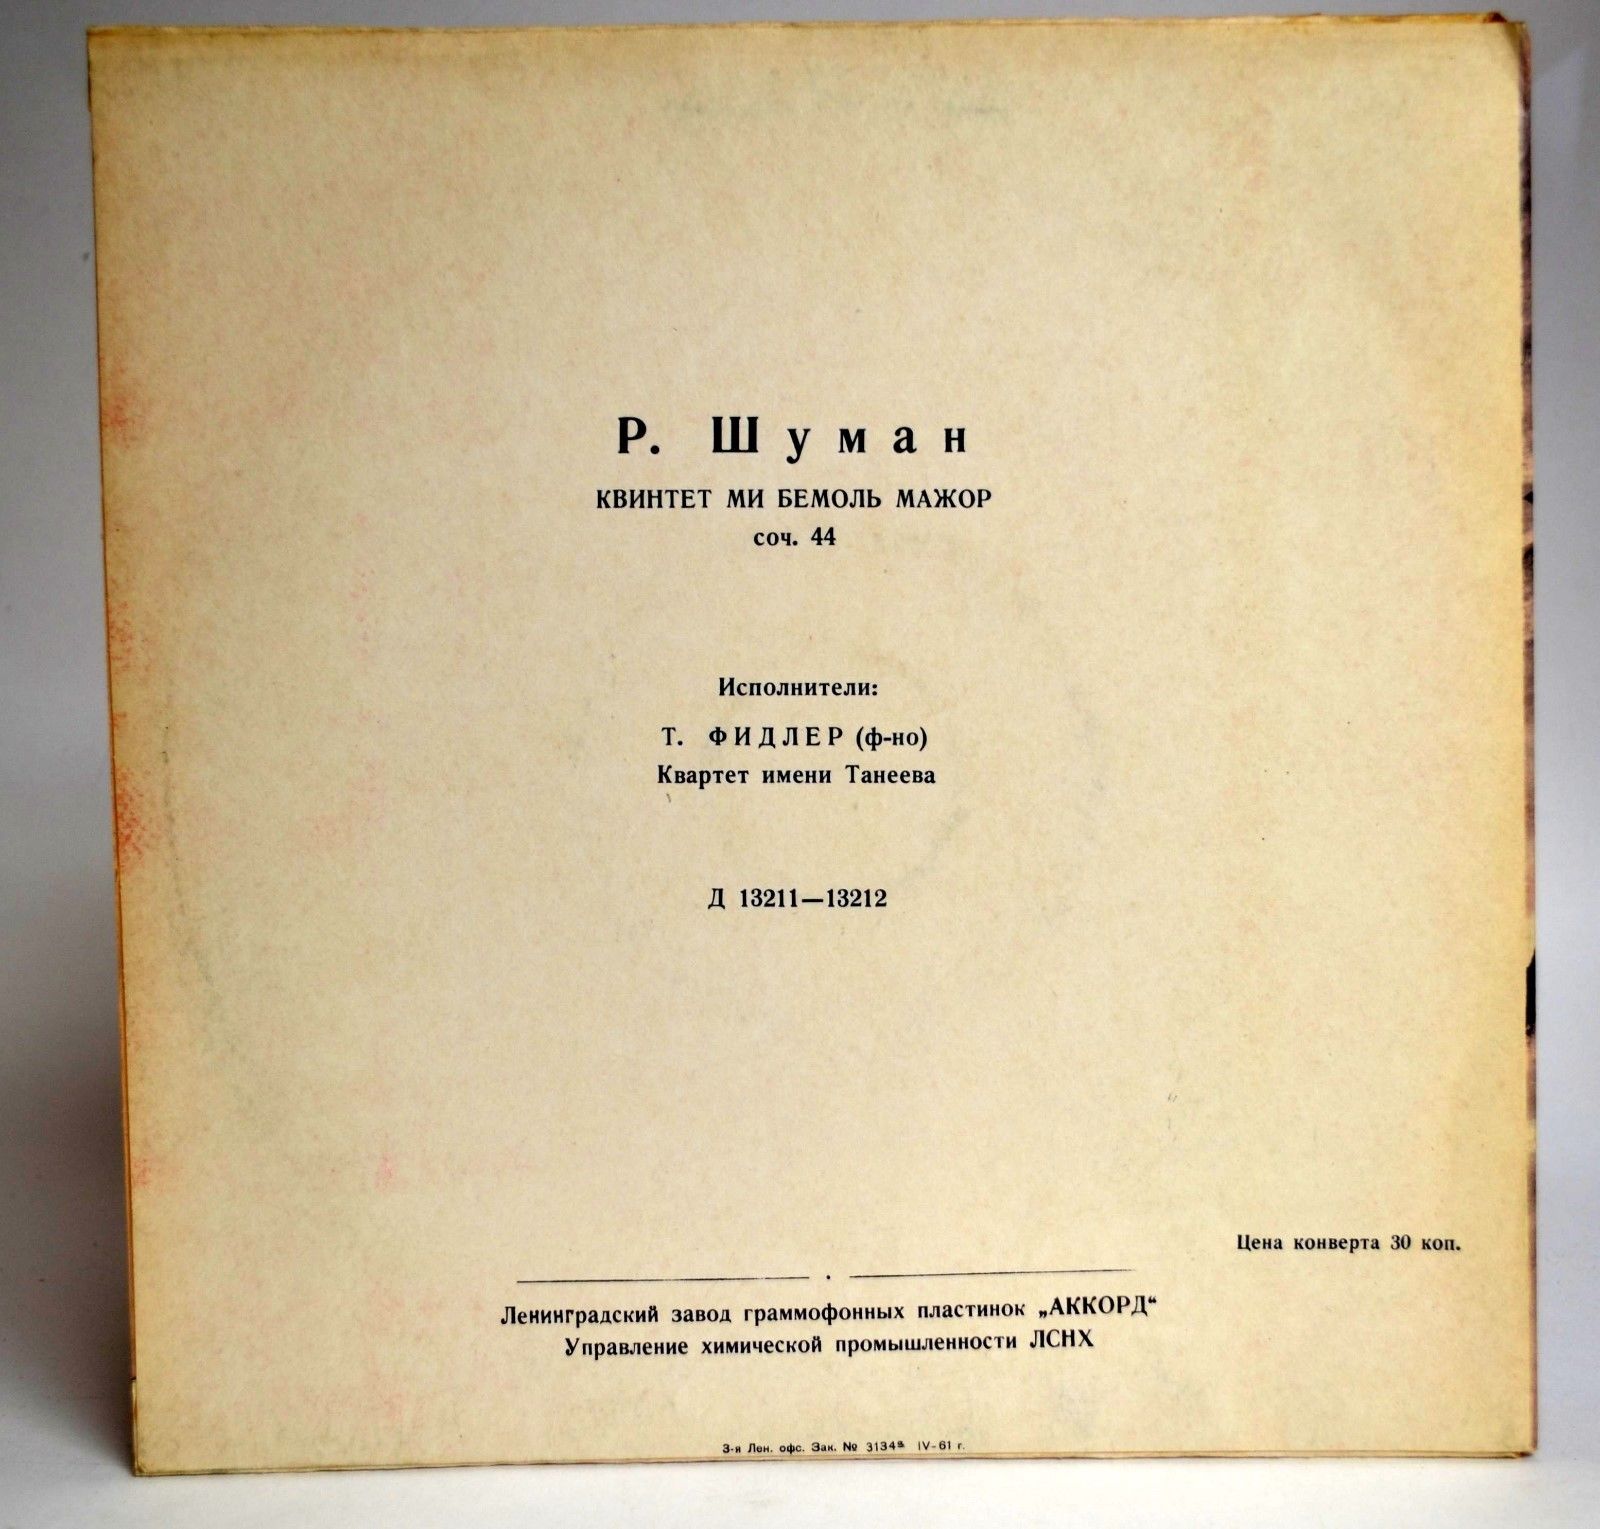 Р. Шуман
КВИНТЕТ МИ БЕМОЛЬ МАЖОР
соч. 44
Исполнители:
Т. ФИДЛЕР (ф-но)
Квартет имени Танеева
Д 13211—13212
Цена конверта 30 коп.
Ленинградский завод граммофонных пластинок „АККОРД“
Управление химической промышленности ЛСНХ
3-я Лен. офс. Зак. № 3134 IV-61 г.